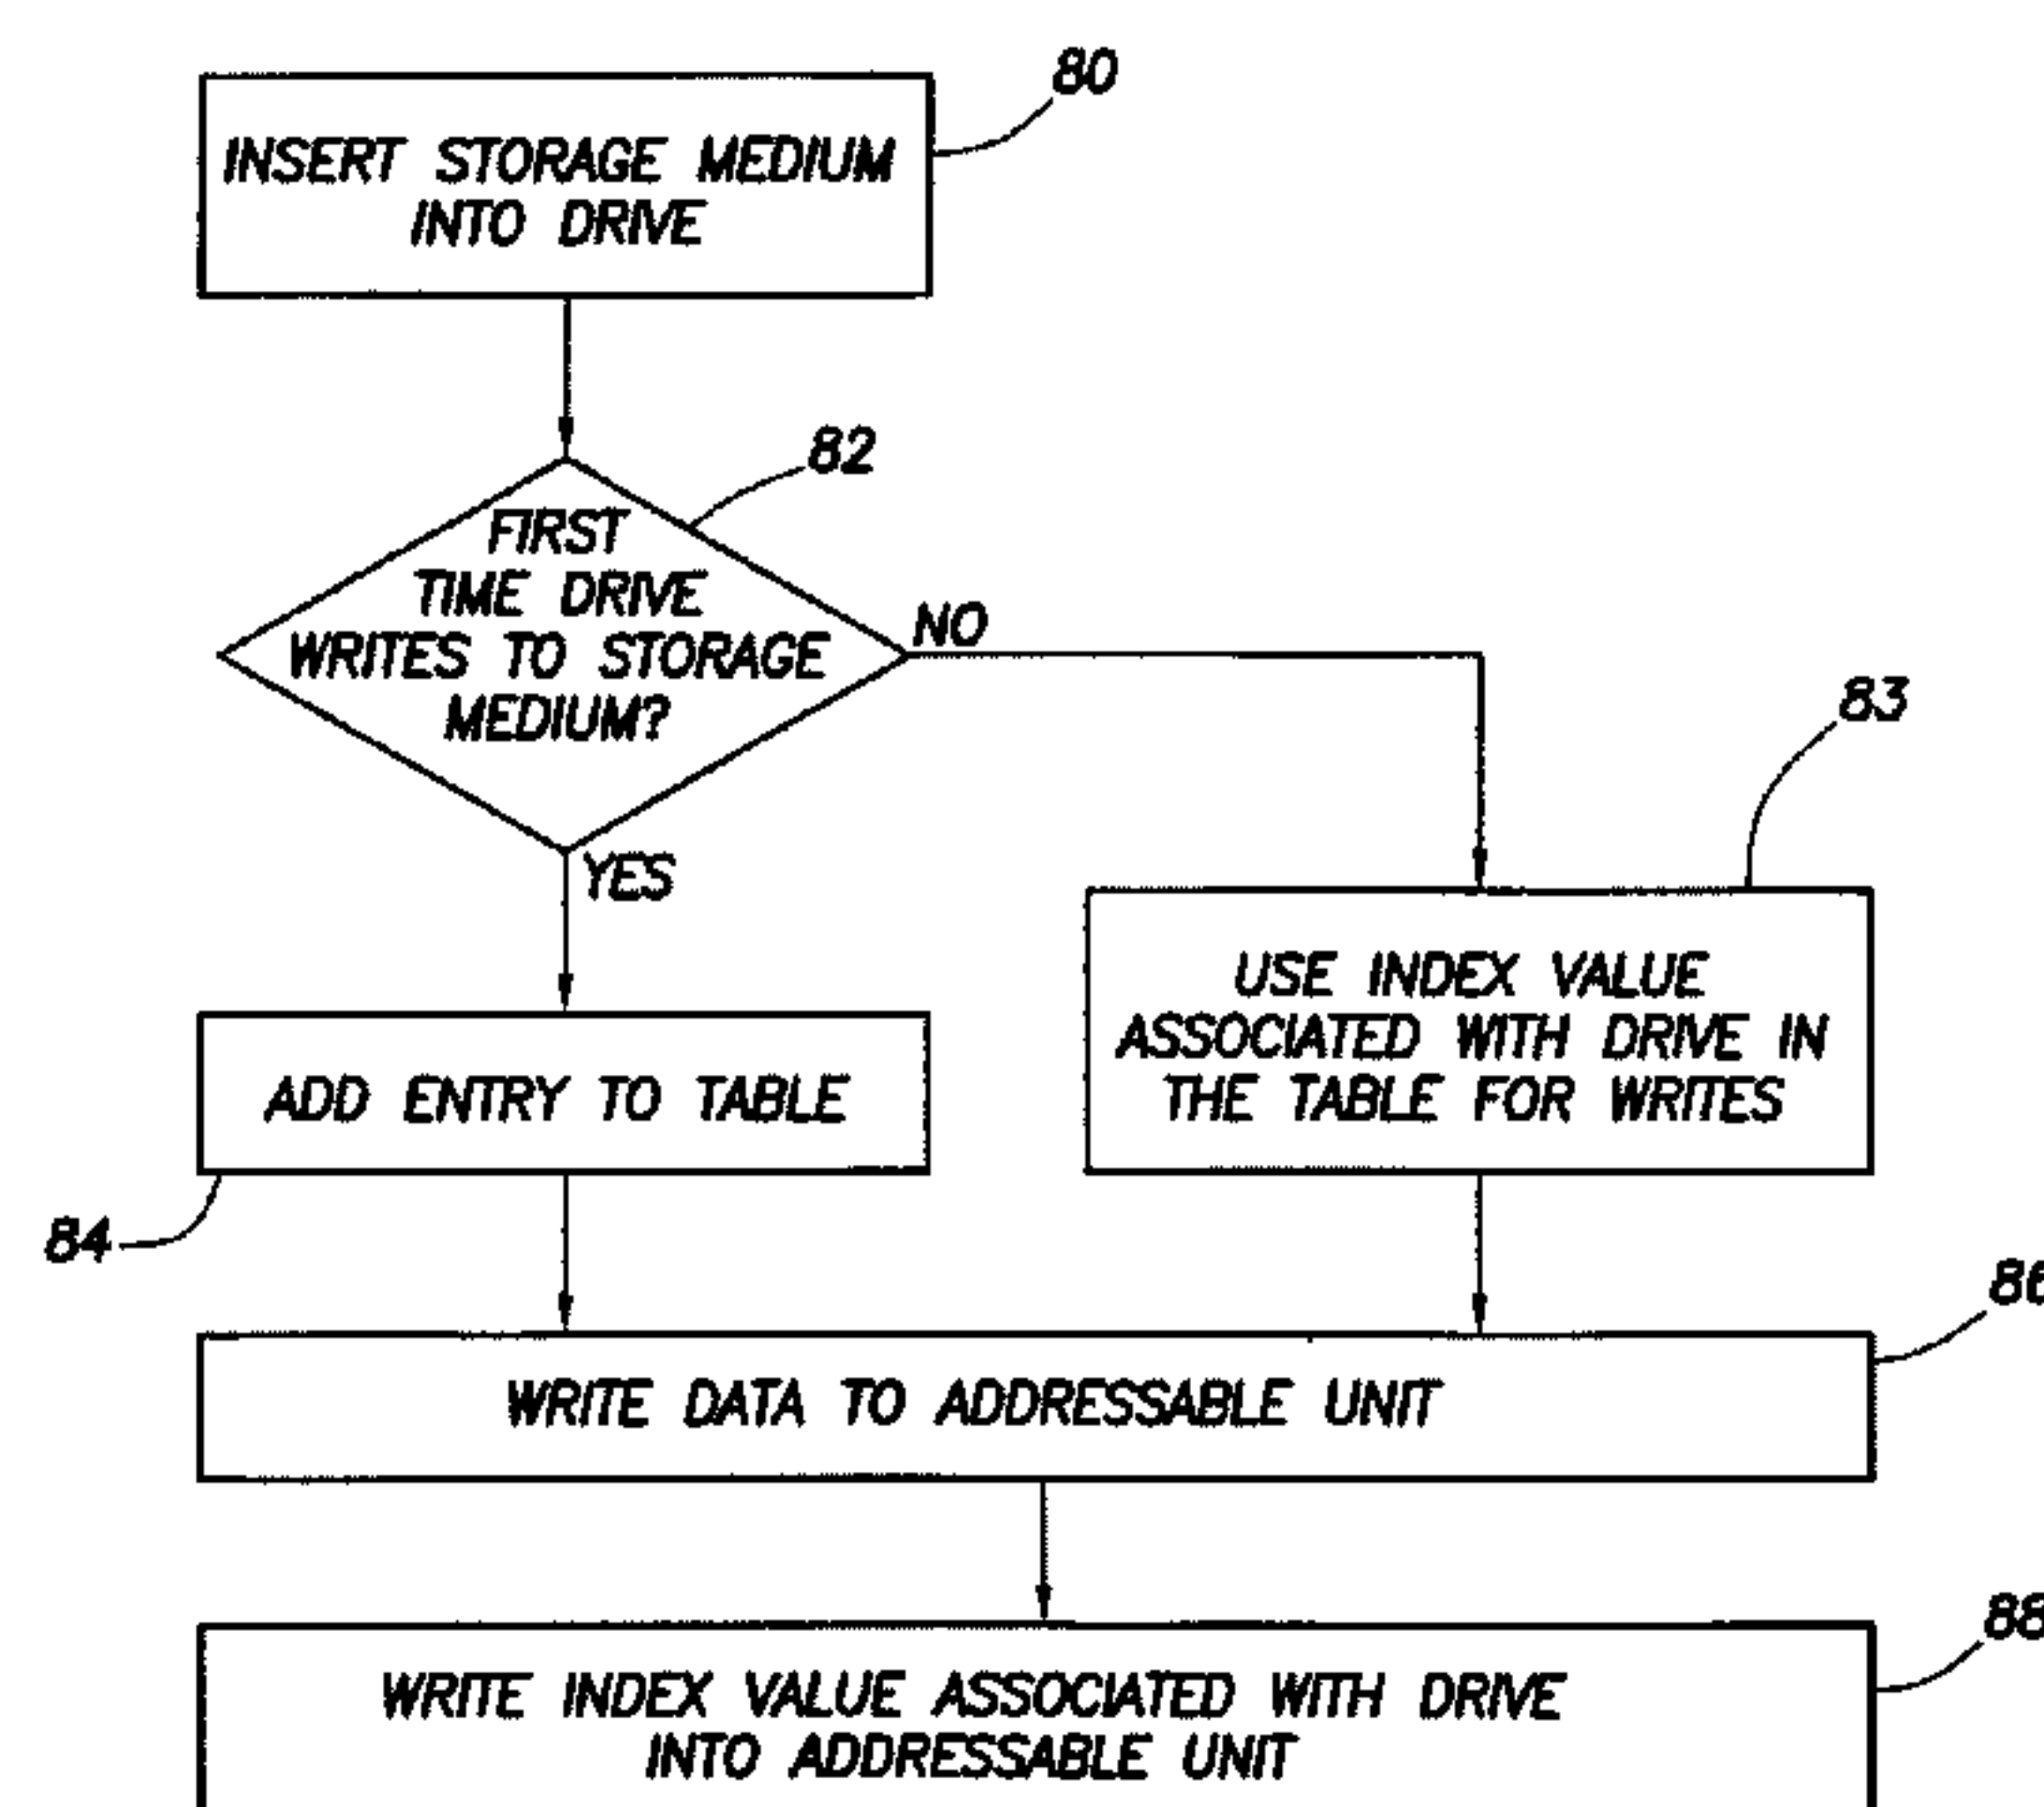 80
INSERT STORAGE MEDIUM
INTO DRIVE
82
FIRST
TIME DRIVE
WRITES TO STORAGE
MEDIUM?
NO
83
YES
USE INDEX VALUE
ASSOCIATED WITH DRIVE IN
THE TABLE FOR WRITES
ADD ENTRY TO TABLE
84
86
WRITE DATA TO ADDRESSABLE UNIT
88
WRITE INDEX VALUE ASSOCIATED WITH DRIVE
INTO ADDRESSABLE UNIT